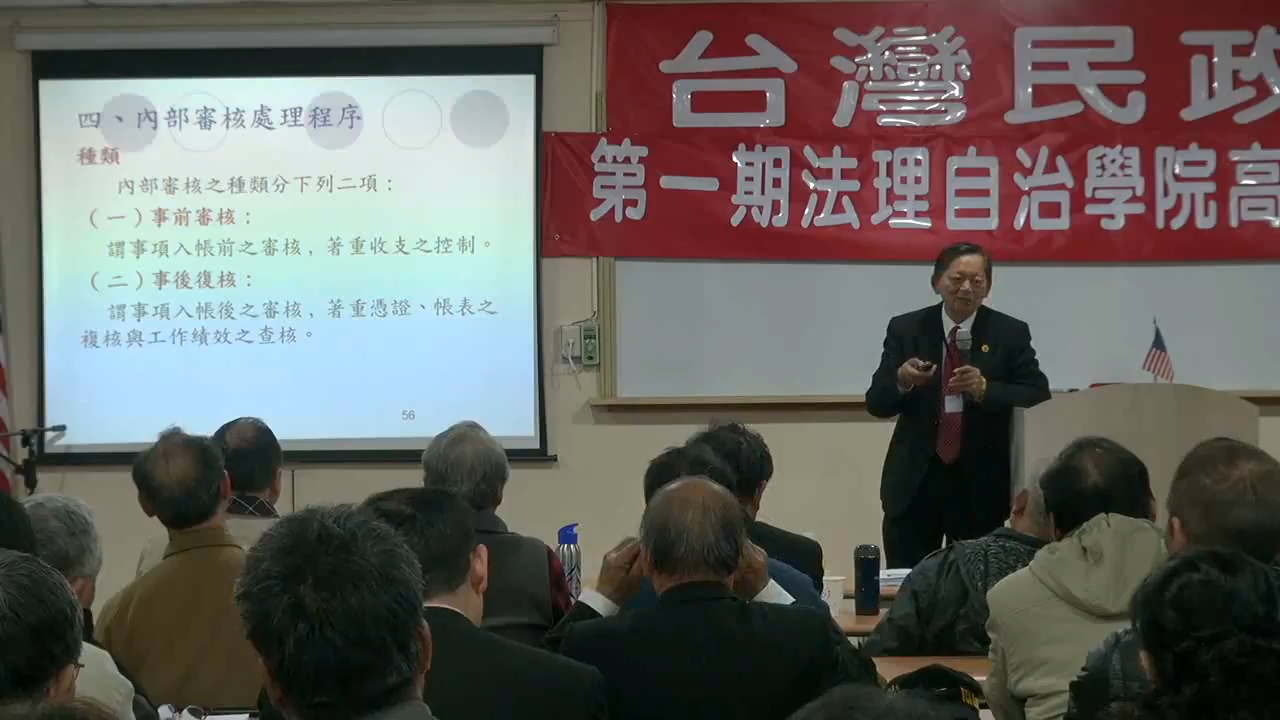 四、內部審核處理程序
種類
內部審核之種類分下列二項：
（一）事前審核：
謂事項入帳前之審核，著重收支之控制。
（二）事後復核：
謂事項入帳後之審核，著重憑證、帳表之
複核與工作績效之查核。
56
台灣民政
第一期法理自治學院高